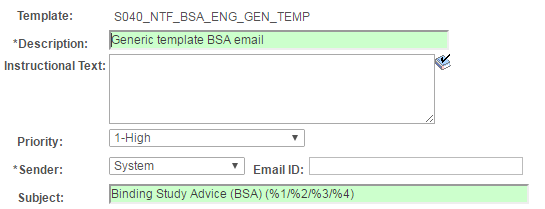 Template: S040_NTF_BSA_ENG_GEN_TEMP
*Description: Generic template BSA email
Instructional Text:
Priority: 1-High
*Sender: System Email ID:
Subject: Binding Study Advice (BSA) (%1/%2/%3/%4)